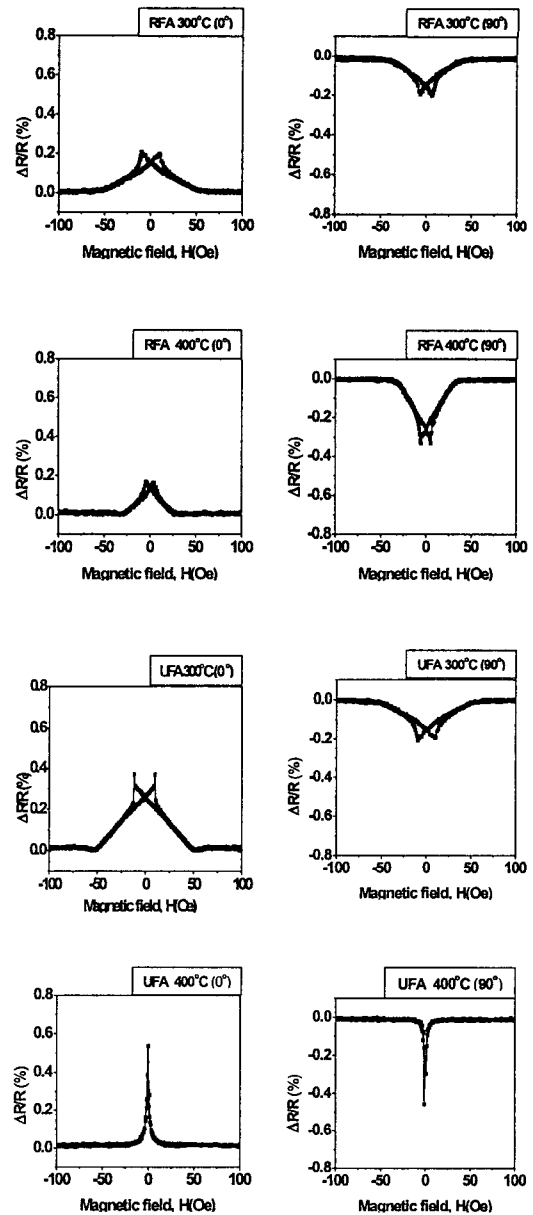 RFA 300°C (0°)
0.8
0.6
0.4
0.2
0.0
ΔR/R (%)
-100 -50 0 50 100
Magnetic field, H(Oe)
RFA 300°C (90°)
0.0
-0.2
-0.4
-0.6
-0.8
ΔR/R (%)
-100 -50 0 50 100
Magnetic field, H(Oe)
RFA 400°C (0°)
0.8
0.6
0.4
0.2
0.0
ΔR/R (%)
-100 -50 0 50 100
Magnetic field, H(Oe)
RFA 400°C (90°)
0.0
-0.2
-0.4
-0.6
-0.8
ΔR/R (%)
-100 -50 0 50 100
Magnetic field, H(Oe)
UFA300°C(0°)
0.8
0.6
0.4
0.2
0.0
ΔR/R(%)
-100 -50 0 50 100
Magnetic field, H(Oe)
UFA 300°C (90°)
0.0
-0.2
-0.4
-0.6
-0.8
ΔR/R (%)
-100 -50 0 50 100
Magnetic field, H(Oe)
UFA 400°C (0°)
0.8
0.6
0.4
0.2
0.0
ΔR/R (%)
-100 -50 0 50 100
Magnetic field, H(Oe)
UFA 400°C (90°)
0.0
-0.2
-0.4
-0.6
-0.8
ΔR/R (%)
-100 -50 0 50 100
Magnetic field, H(Oe)